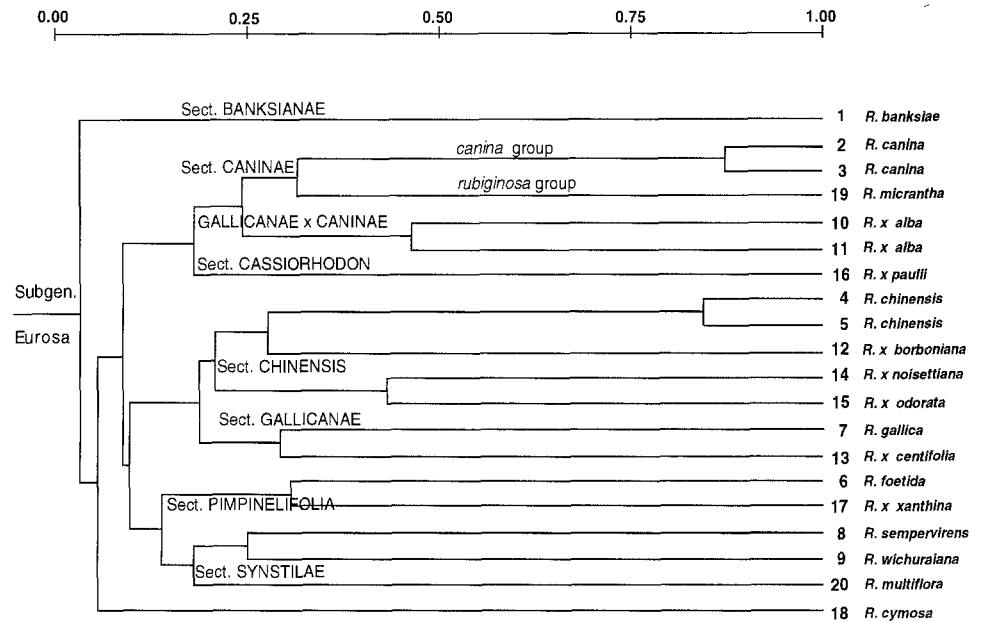 0.00 0.25 0.50 0.75 1.00
Sect. BANKSIANAE
1 R. banksiae
canina group
2 R. canina
Sect. CANINAE
3 R. canina
rubiginosa group
19 R. micrantha
GALLICANAE x CANINAE
10 R. x alba
11 R. x alba
Sect. CASSIORHODON
16 R. x paulii
Subgen.
Eurosa
4 R. chinensis
5 R. chinensis
12 R. x borboniana
Sect. CHINENSIS
14 R. x noisettiana
15 R. x odorata
Sect. GALLICANAE
7 R. gallica
13 R. x centifolia
6 R. foetida
Sect. PIMPINELIFOLIA
17 R. x xanthina
8 R. sempervirens
9 R. wichuraiana
Sect. SYNSTILAE
20 R. multiflora
18 R. cymosa